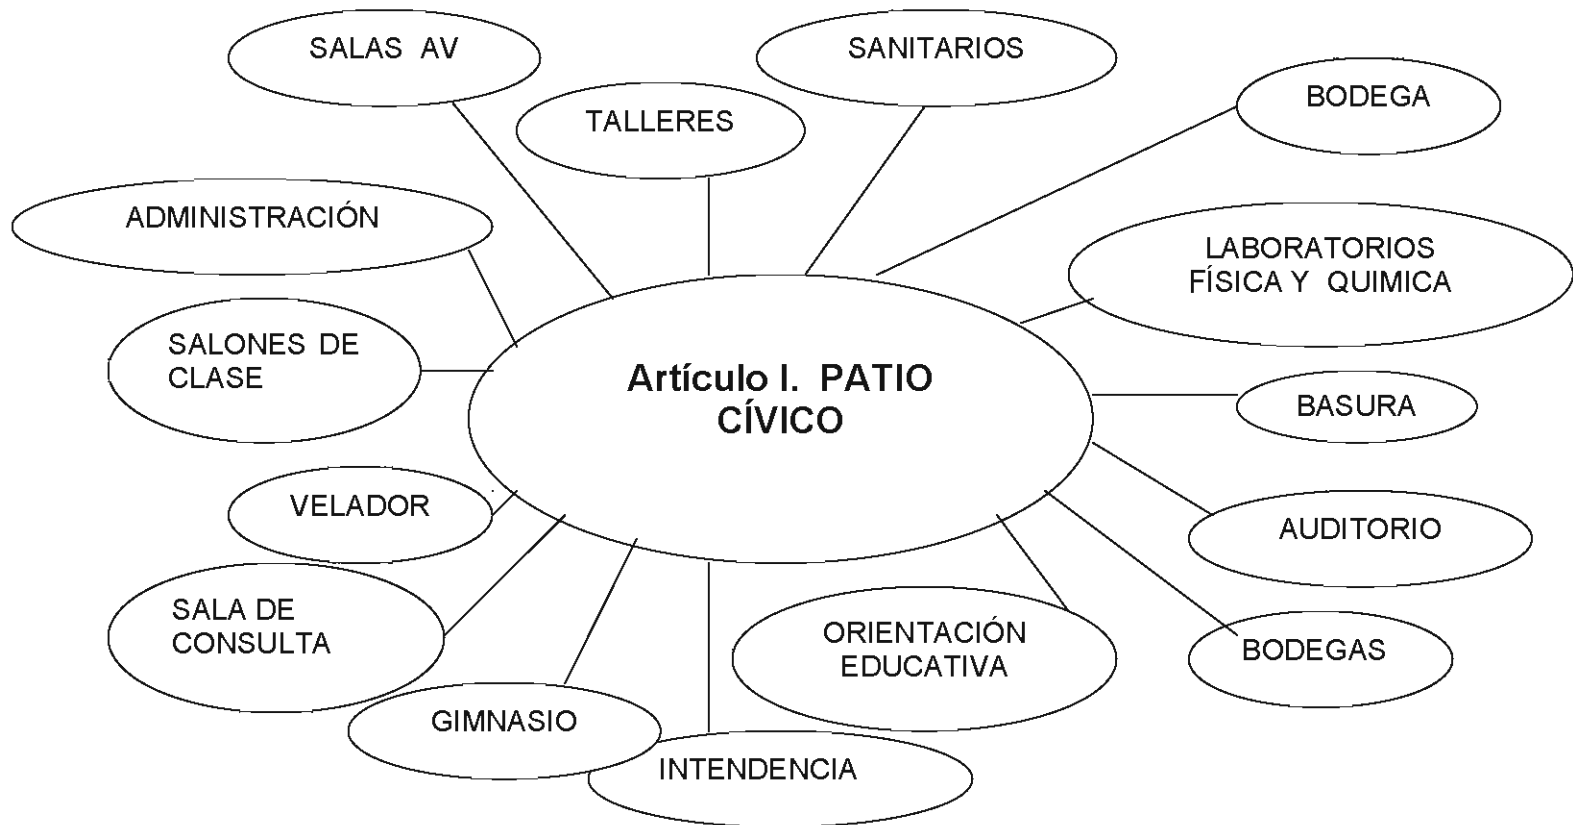 SALAS AV
SANITARIOS
BODEGA
TALLERES
ADMINISTRACIÓN
LABORATORIOS
FÍSICA Y QUIMICA
SALONES DE
CLASE
Artículo I. PATIO
CÍVICO
BASURA
VELADOR
AUDITORIO
SALA DE
CONSULTA
ORIENTACIÓN
EDUCATIVA
BODEGAS
GIMNASIO
INTENDENCIA